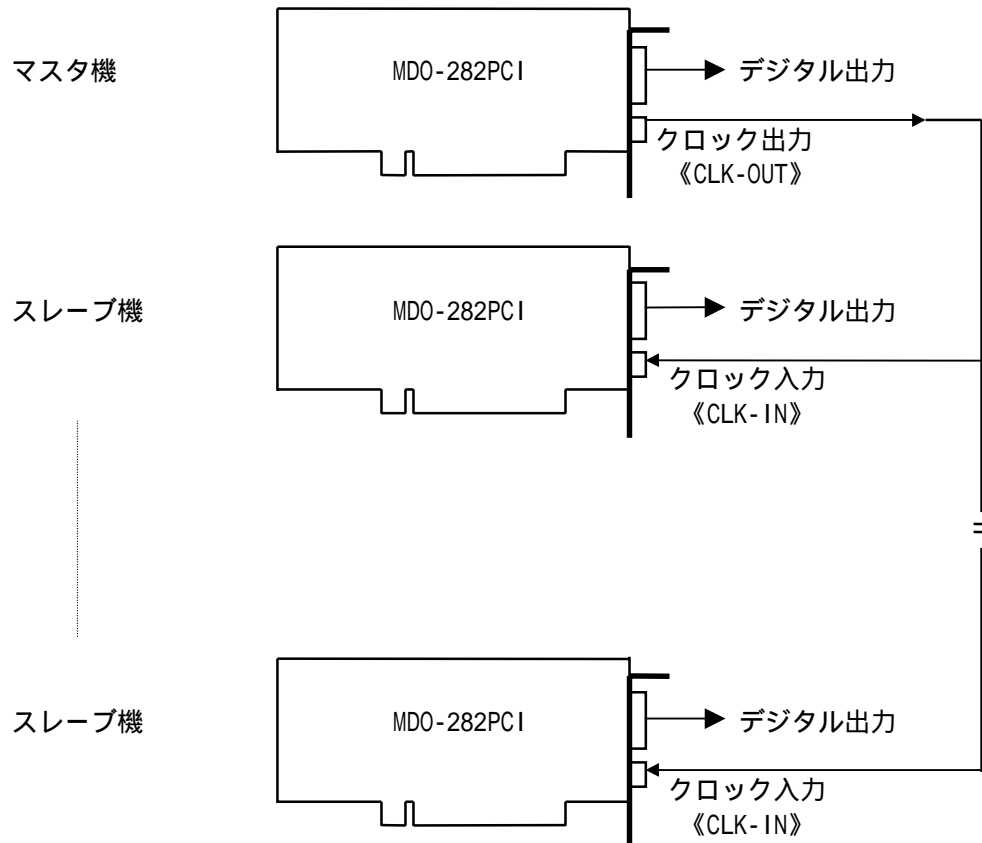 マスタ機
MDO-282PCI
デジタル出力
クロック出力
《CLK-OUT》
スレーブ機
MDO-282PCI
デジタル出力
クロック入力
《CLK-IN》
スレーブ機
MDO-282PCI
デジタル出力
クロック入力
《CLK-IN》